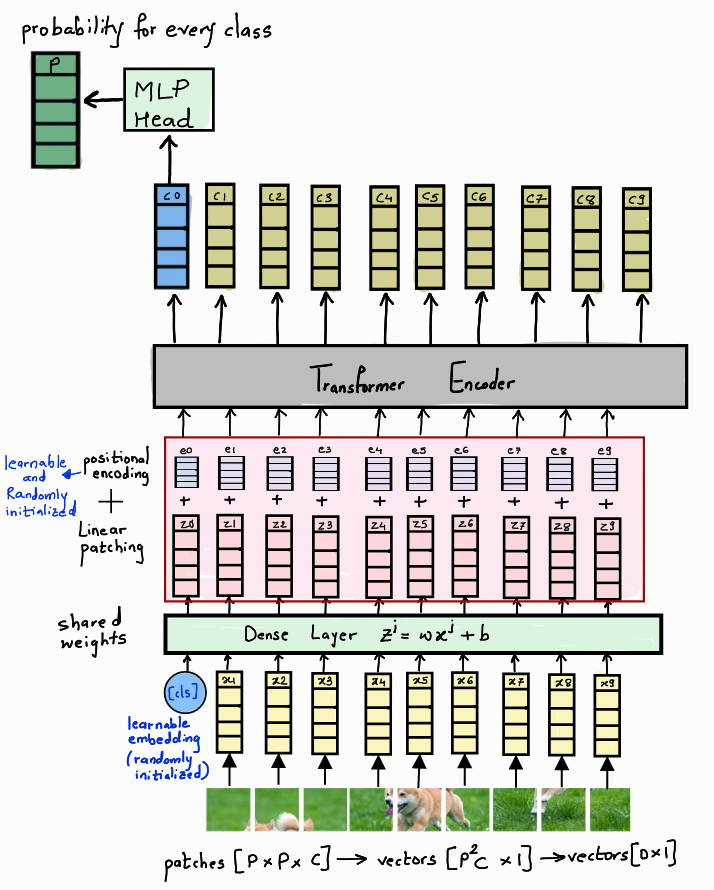 probability for every class
P
MLP
Head
c0 c1 c2 c3 c4 c5 c6 c7 c8 c9
Transformer Encoder
e0 e1 e2 e3 e4 e5 e6 e7 e8 e9
learnable
and
Randomly
initialized
positional
encoding
+
Linear
patching
+ + + + + + + + + +
z0 z1 z2 z3 z4 z5 z6 z7 z8 z9
shared
weights
Dense Layer zⁱ = wxⁱ + b
[cls]
x1 x2 x3 x4 x5 x6 x7 x8 x9
learnable
embedding
(randomly
initialized)
patches [P x P x C] → vectors [P²C x 1] → vectors [D x 1]